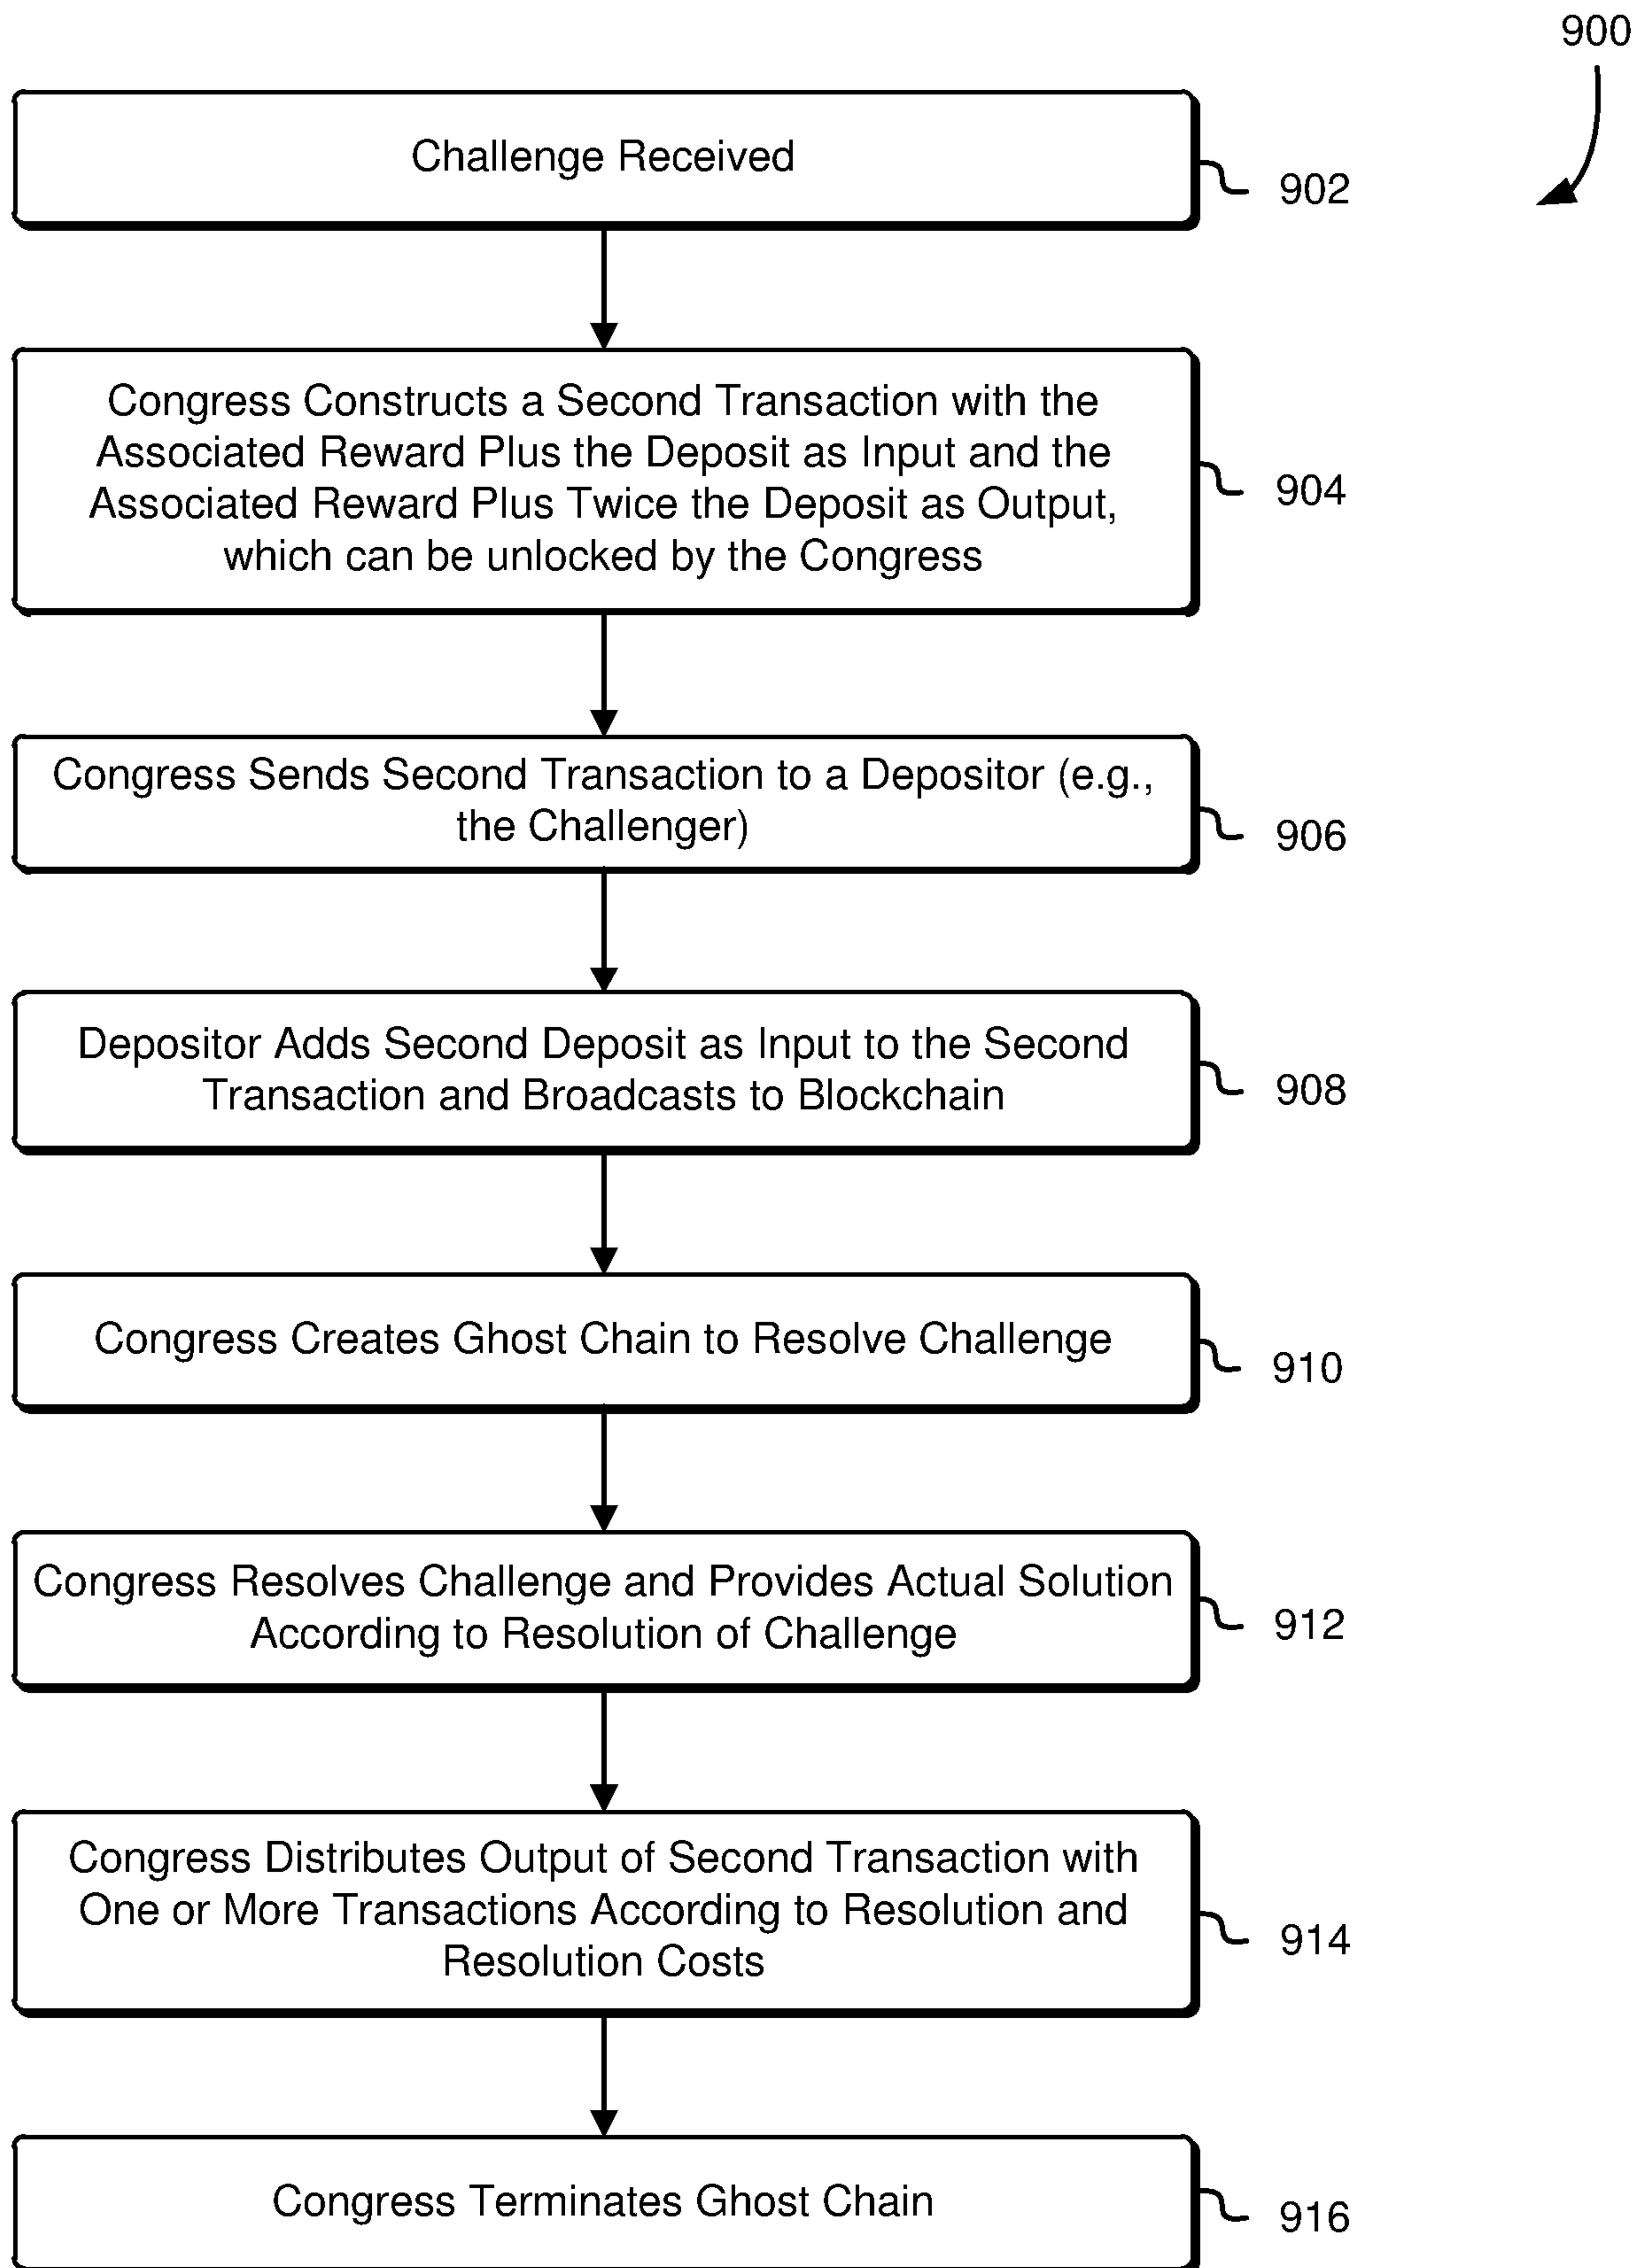 900
Challenge Received
902
Congress Constructs a Second Transaction with the
Associated Reward Plus the Deposit as Input and the
Associated Reward Plus Twice the Deposit as Output,
which can be unlocked by the Congress
904
Congress Sends Second Transaction to a Depositor (e.g.,
the Challenger)
906
Depositor Adds Second Deposit as Input to the Second
Transaction and Broadcasts to Blockchain
908
Congress Creates Ghost Chain to Resolve Challenge
910
Congress Resolves Challenge and Provides Actual Solution
According to Resolution of Challenge
912
Congress Distributes Output of Second Transaction with
One or More Transactions According to Resolution and
Resolution Costs
914
Congress Terminates Ghost Chain
916